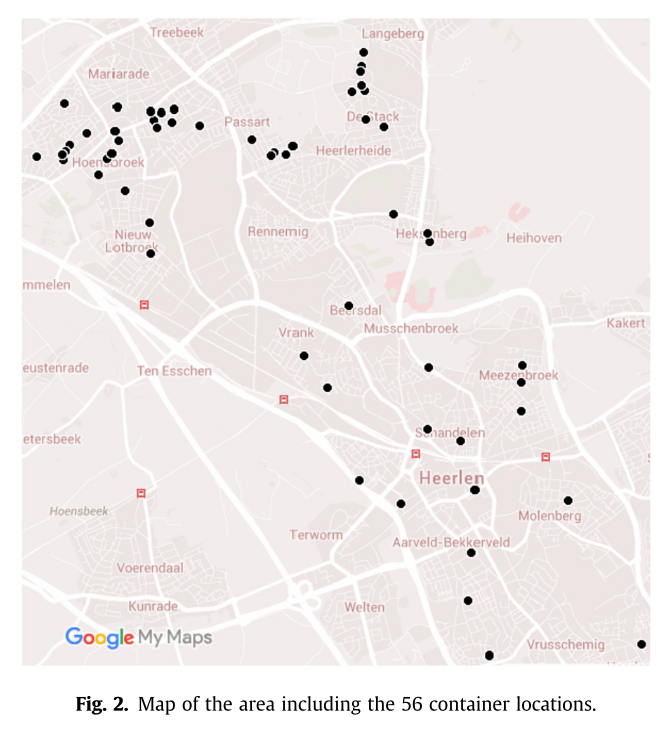 Treebeek
Langeberg
Mariarade
Passart
De Stack
Heerlerheide
Hoensbroek
Nieuw
Lotbroek
Rennemig
Heksenberg
Heihoven
mmelen
Beersdal
Vrank
Musschenbroek
Kakert
eustenrade
Ten Esschen
Meezenbroek
etersbeek
Schandelen
Heerlen
Hoensbeek
Molenberg
Terworm
Aarveld-Bekkerveld
Voerendaal
Kunrade
Welten
Google My Maps
Vrusschemig
Fig. 2. Map of the area including the 56 container locations.